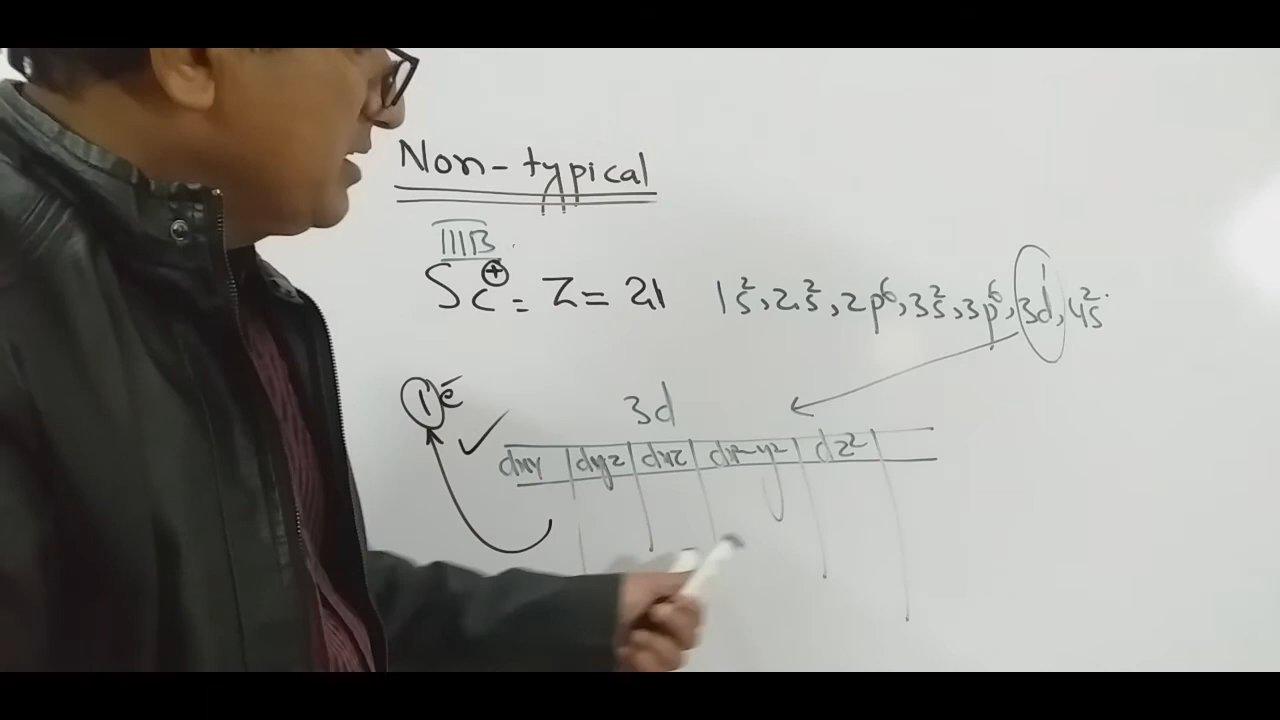 Non-typical
IIIB
Sc⊕ = Z = 21 1s², 2s², 2p⁶, 3s², 3p⁶, 3d¹, 4s²
1 ē
3d
dxy dyz dxz dx²-y² dz²